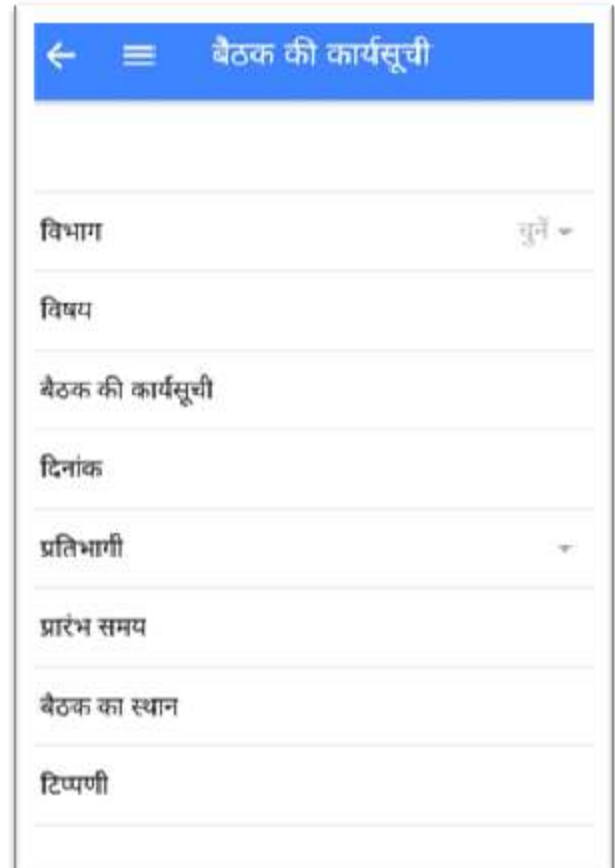 बैठक की कार्यसूची
विभाग चुनें
विषय
बैठक की कार्यसूची
दिनांक
प्रतिभागी
प्रारंभ समय
बैठक का स्थान
टिप्पणी